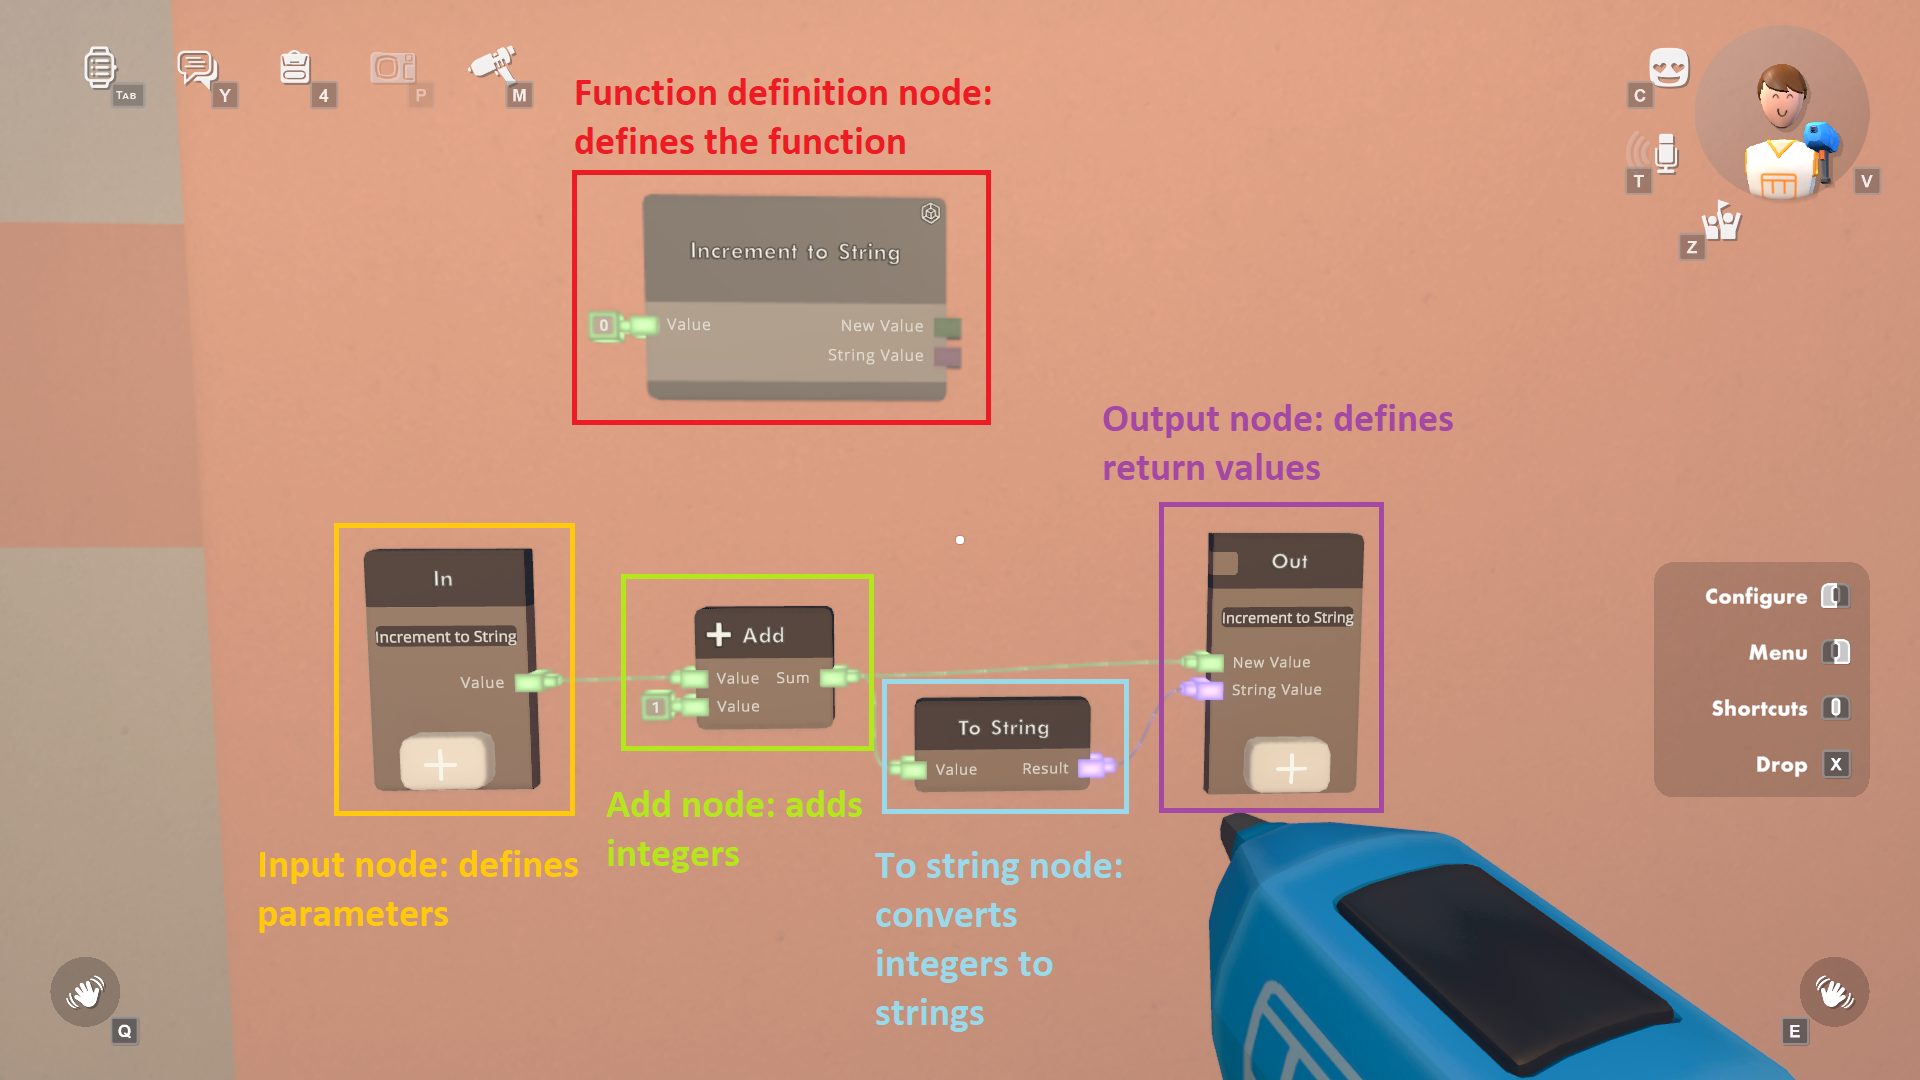 TAB
Y
4
P
M
C
T
V
Z
Function definition node:
defines the function
Increment to String
0
Value
New Value
String Value
Output node: defines
return values
In
Increment to String
Value
+
+ Add
Value Sum
1
Value
To String
Value Result
Out
Increment to String
New Value
String Value
+
Configure
Menu
Shortcuts
Drop X
Input node: defines
parameters
Add node: adds
integers
To string node:
converts
integers to
strings
Q
E